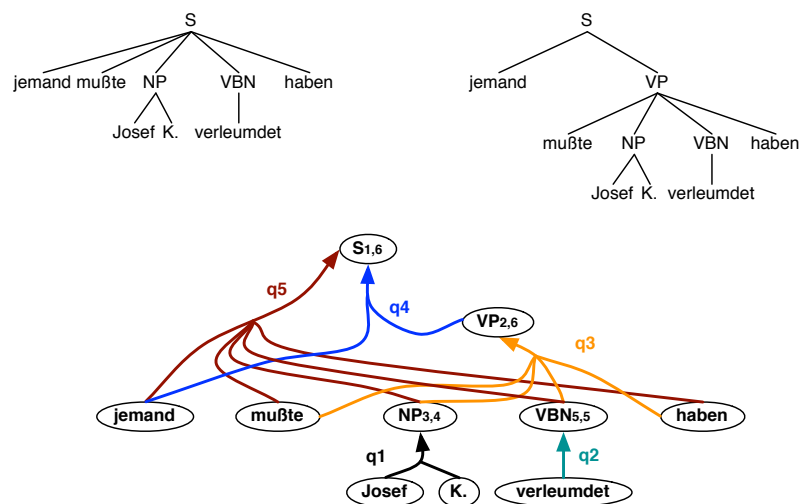 S S
jemand mußte NP VBN haben jemand VP
Josef K. verleumdet mußte NP VBN haben
Josef K. verleumdet
S1,6
q5 q4 VP2,6 q3
jemand mußte NP3,4 VBN5,5 haben
q1 q2
Josef K. verleumdet